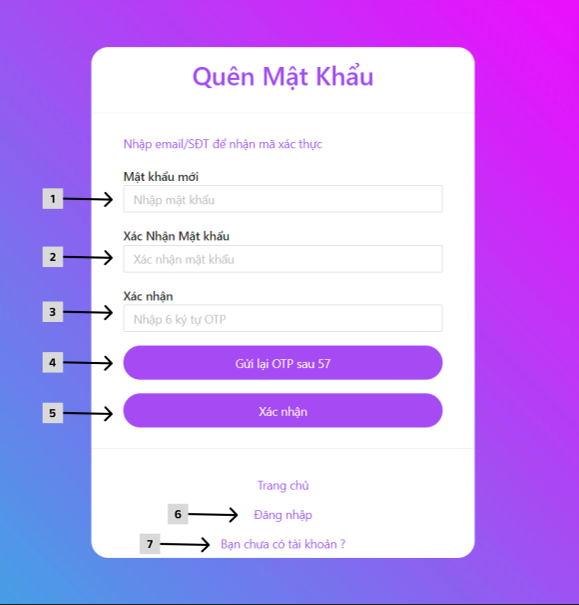 Quên Mật Khẩu
Nhập email/SĐT để nhận mã xác thực
Mật khẩu mới
1
Nhập mật khẩu
Xác Nhận Mật khẩu
2
Xác nhận mật khẩu
Xác nhận
3
Nhập 6 ký tự OTP
4
Gửi lại OTP sau 57
5
Xác nhận
Trang chủ
6
Đăng nhập
7
Bạn chưa có tài khoản ?